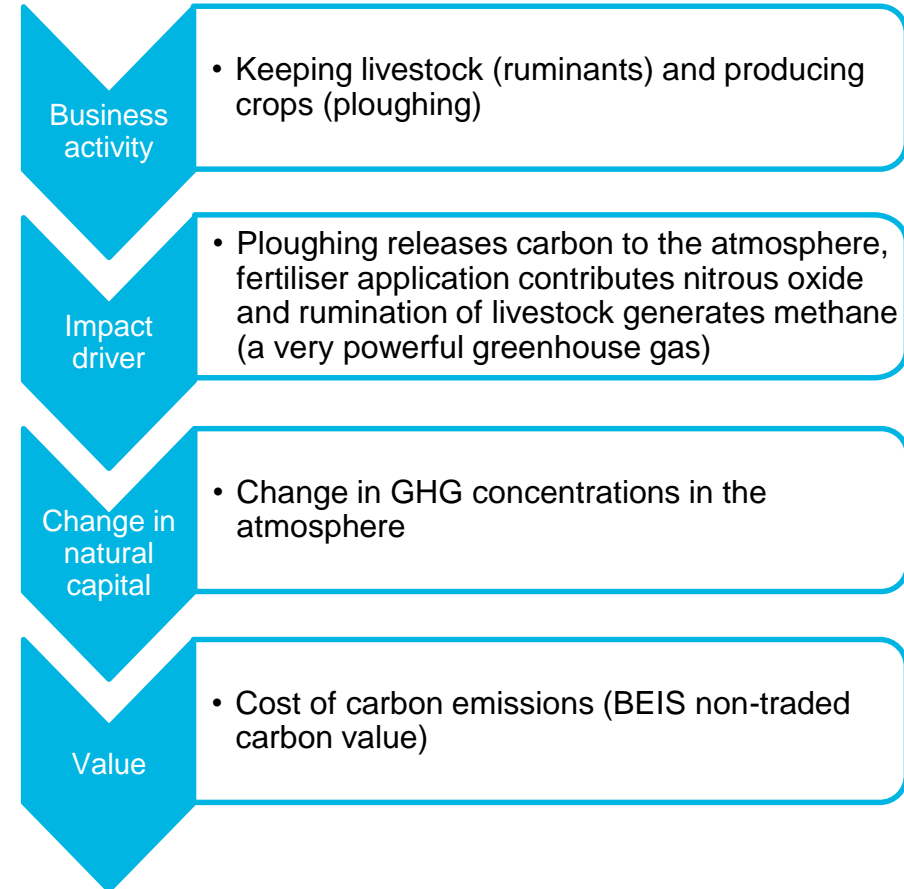 Business
activity
• Keeping livestock (ruminants) and producing
crops (ploughing)
Impact
driver
• Ploughing releases carbon to the atmosphere,
fertiliser application contributes nitrous oxide
and rumination of livestock generates methane
(a very powerful greenhouse gas)
Change in
natural
capital
• Change in GHG concentrations in the
atmosphere
Value
• Cost of carbon emissions (BEIS non-traded
carbon value)